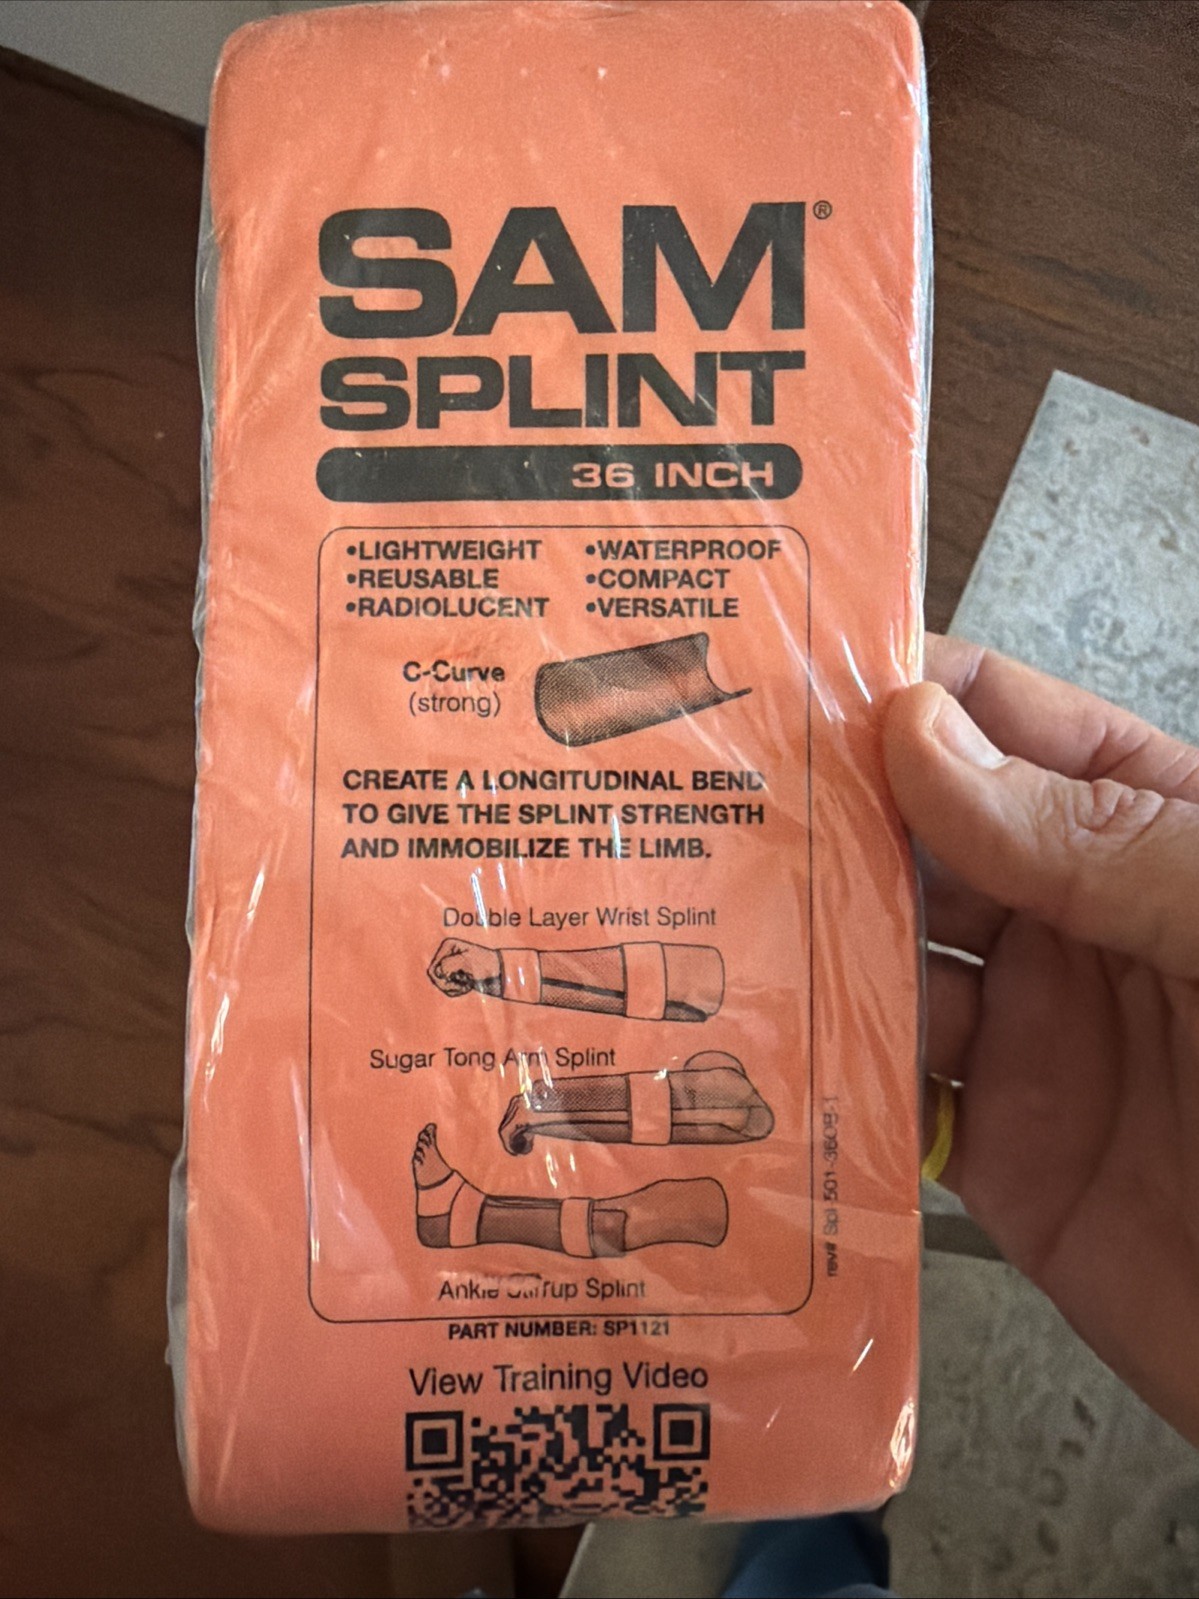 SAM®
SPLINT
36 INCH
•LIGHTWEIGHT •WATERPROOF
•REUSABLE •COMPACT
•RADIOLUCENT •VERSATILE
C-Curve
(strong)
CREATE A LONGITUDINAL BEND
TO GIVE THE SPLINT STRENGTH
AND IMMOBILIZE THE LIMB.
Double Layer Wrist Splint
Sugar Tong Arm Splint
Ankle Stirrup Splint
PART NUMBER: SP1121
View Training Video